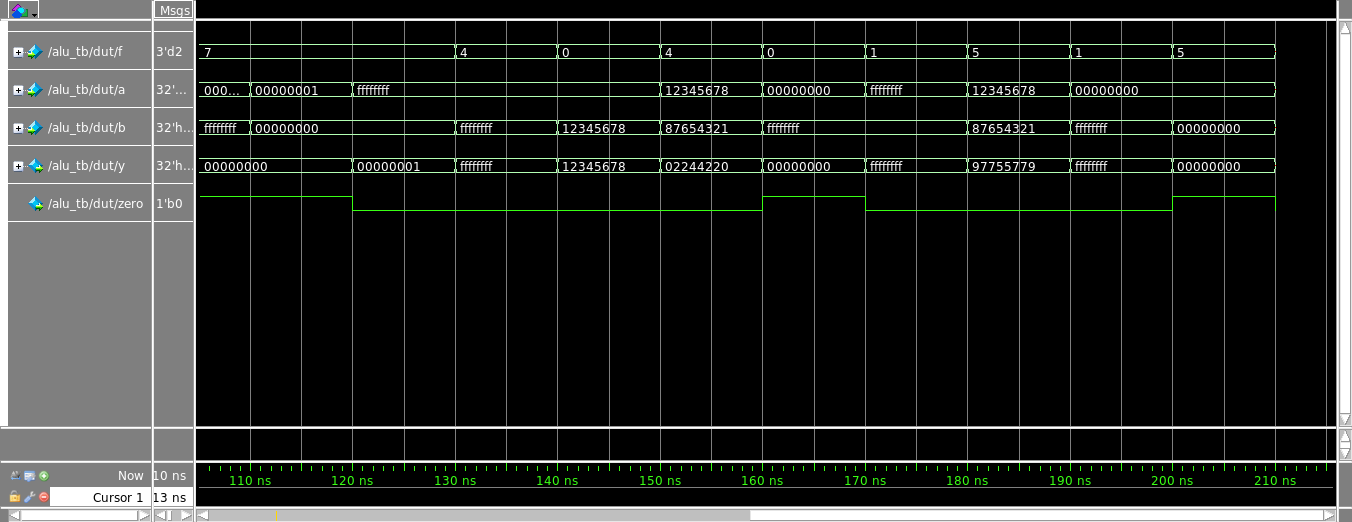 Msgs
/alu_tb/dut/f 3'd2 7 4 0 4 0 1 5 1 5
/alu_tb/dut/a 32'... 000... 00000001 ffffffff 12345678 00000000 ffffffff 12345678 00000000
/alu_tb/dut/b 32'h... ffffffff 00000000 ffffffff 12345678 87654321 ffffffff 87654321 ffffffff 00000000
/alu_tb/dut/y 32'h... 00000000 00000001 ffffffff 12345678 02244220 00000000 ffffffff 97755779 ffffffff 00000000
/alu_tb/dut/zero 1'b0
Now 10 ns 110 ns 120 ns 130 ns 140 ns 150 ns 160 ns 170 ns 180 ns 190 ns 200 ns 210 ns
Cursor 1 13 ns